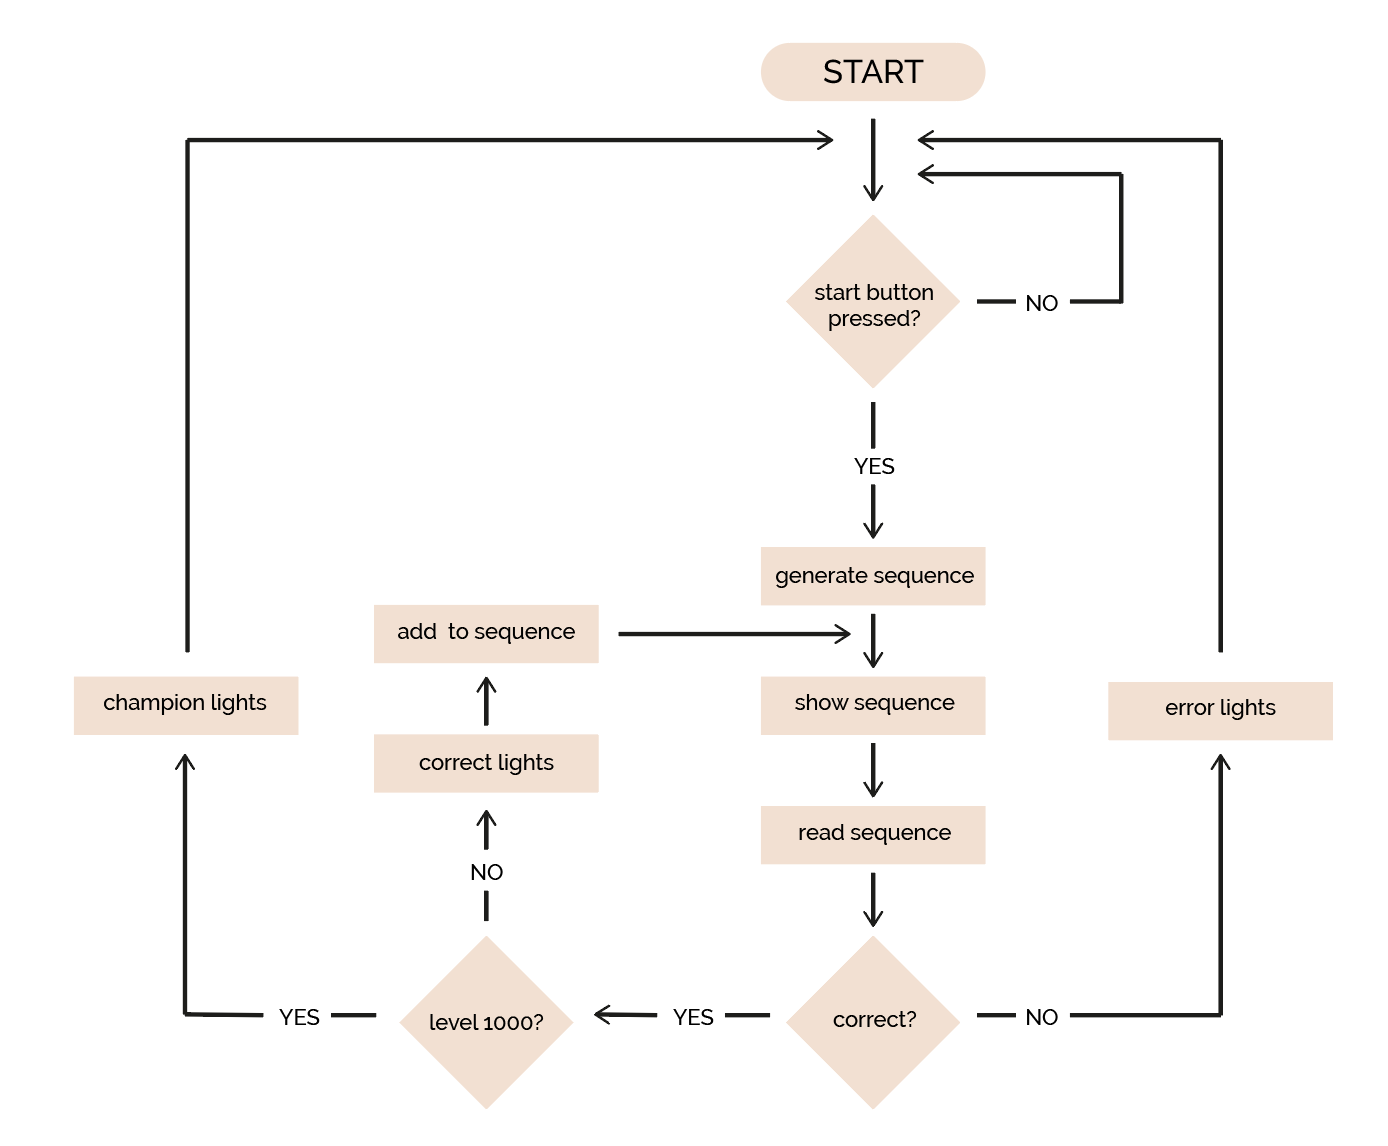 START
start button
pressed?
NO
YES
generate sequence
add  to sequence
champion lights
show sequence
error lights
correct lights
read sequence
NO
YES
level 1000?
YES
correct?
NO